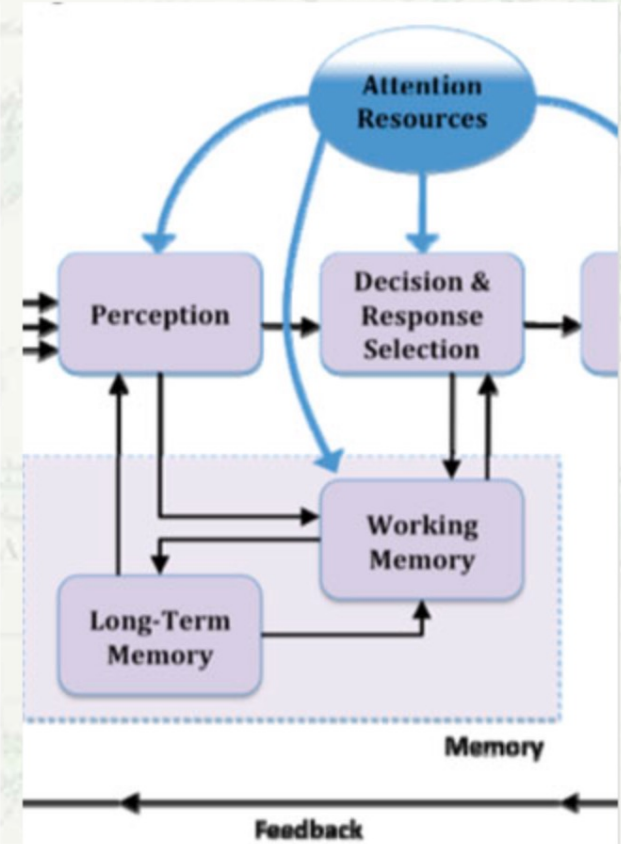 Attention
Resources
Perception
Decision &
Response
Selection
Working
Memory
Long-Term
Memory
Memory
Feedback